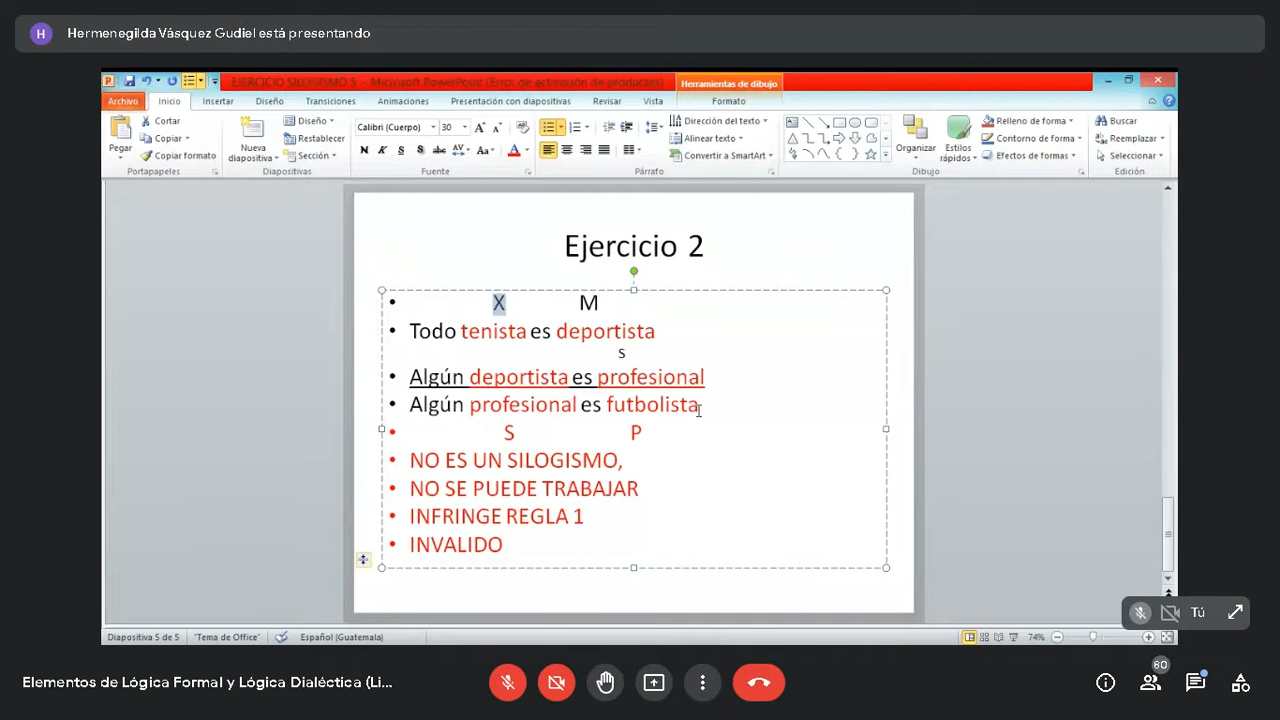 H Hermenegilda Vásquez Gudiel está presentando
EJERCICIO SILOGISMO 5 - Microsoft PowerPoint (Error de activación de productos)
Herramientas de dibujo
Archivo Inicio Insertar Diseño Transiciones Animaciones Presentación con diapositivas Revisar Vista Formato
Pegar
Cortar
Copiar
Copiar formato
Portapapeles
Nueva diapositiva
Diseño
Restablecer
Sección
Diapositivas
Calibri (Cuerpo) 30
N K S S abc AV Aa A
Fuente
Dirección del texto
Alinear texto
Convertir a SmartArt
Párrafo
Organizar
Estilos rápidos
Relleno de forma
Contorno de forma
Efectos de formas
Dibujo
Buscar
Reemplazar
Seleccionar
Edición
Ejercicio 2
• X M
• Todo tenista es deportista
s
• Algún deportista es profesional
• Algún profesional es futbolista
• S P
• NO ES UN SILOGISMO,
• NO SE PUEDE TRABAJAR
• INFRINGE REGLA 1
• INVALIDO
Tú
Diapositiva 5 de 5 "Tema de Office" Español (Guatemala) 74%
Elementos de Lógica Formal y Lógica Dialéctica (Li...
60